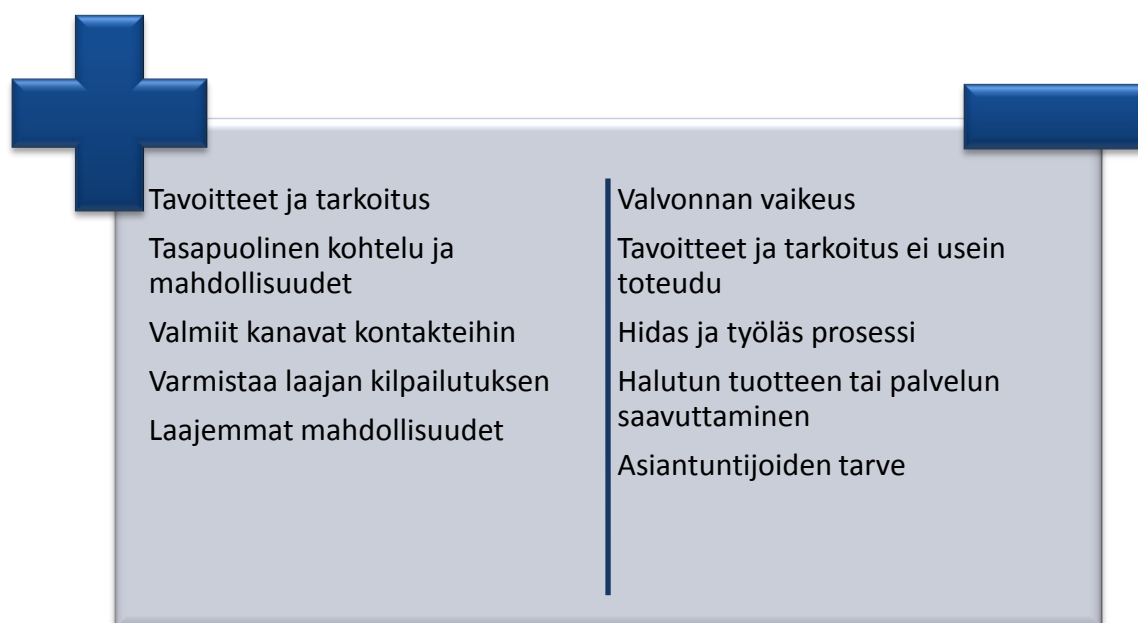 Tavoitteet ja tarkoitus
Tasapuolinen kohtelu ja
mahdollisuudet
Valmiit kanavat kontakteihin
Varmistaa laajan kilpailutuksen
Laajemmat mahdollisuudet
Valvonnan vaikeus
Tavoitteet ja tarkoitus ei usein
toteudu
Hidas ja työläs prosessi
Halutun tuotteen tai palvelun
saavuttaminen
Asiantuntijoiden tarve